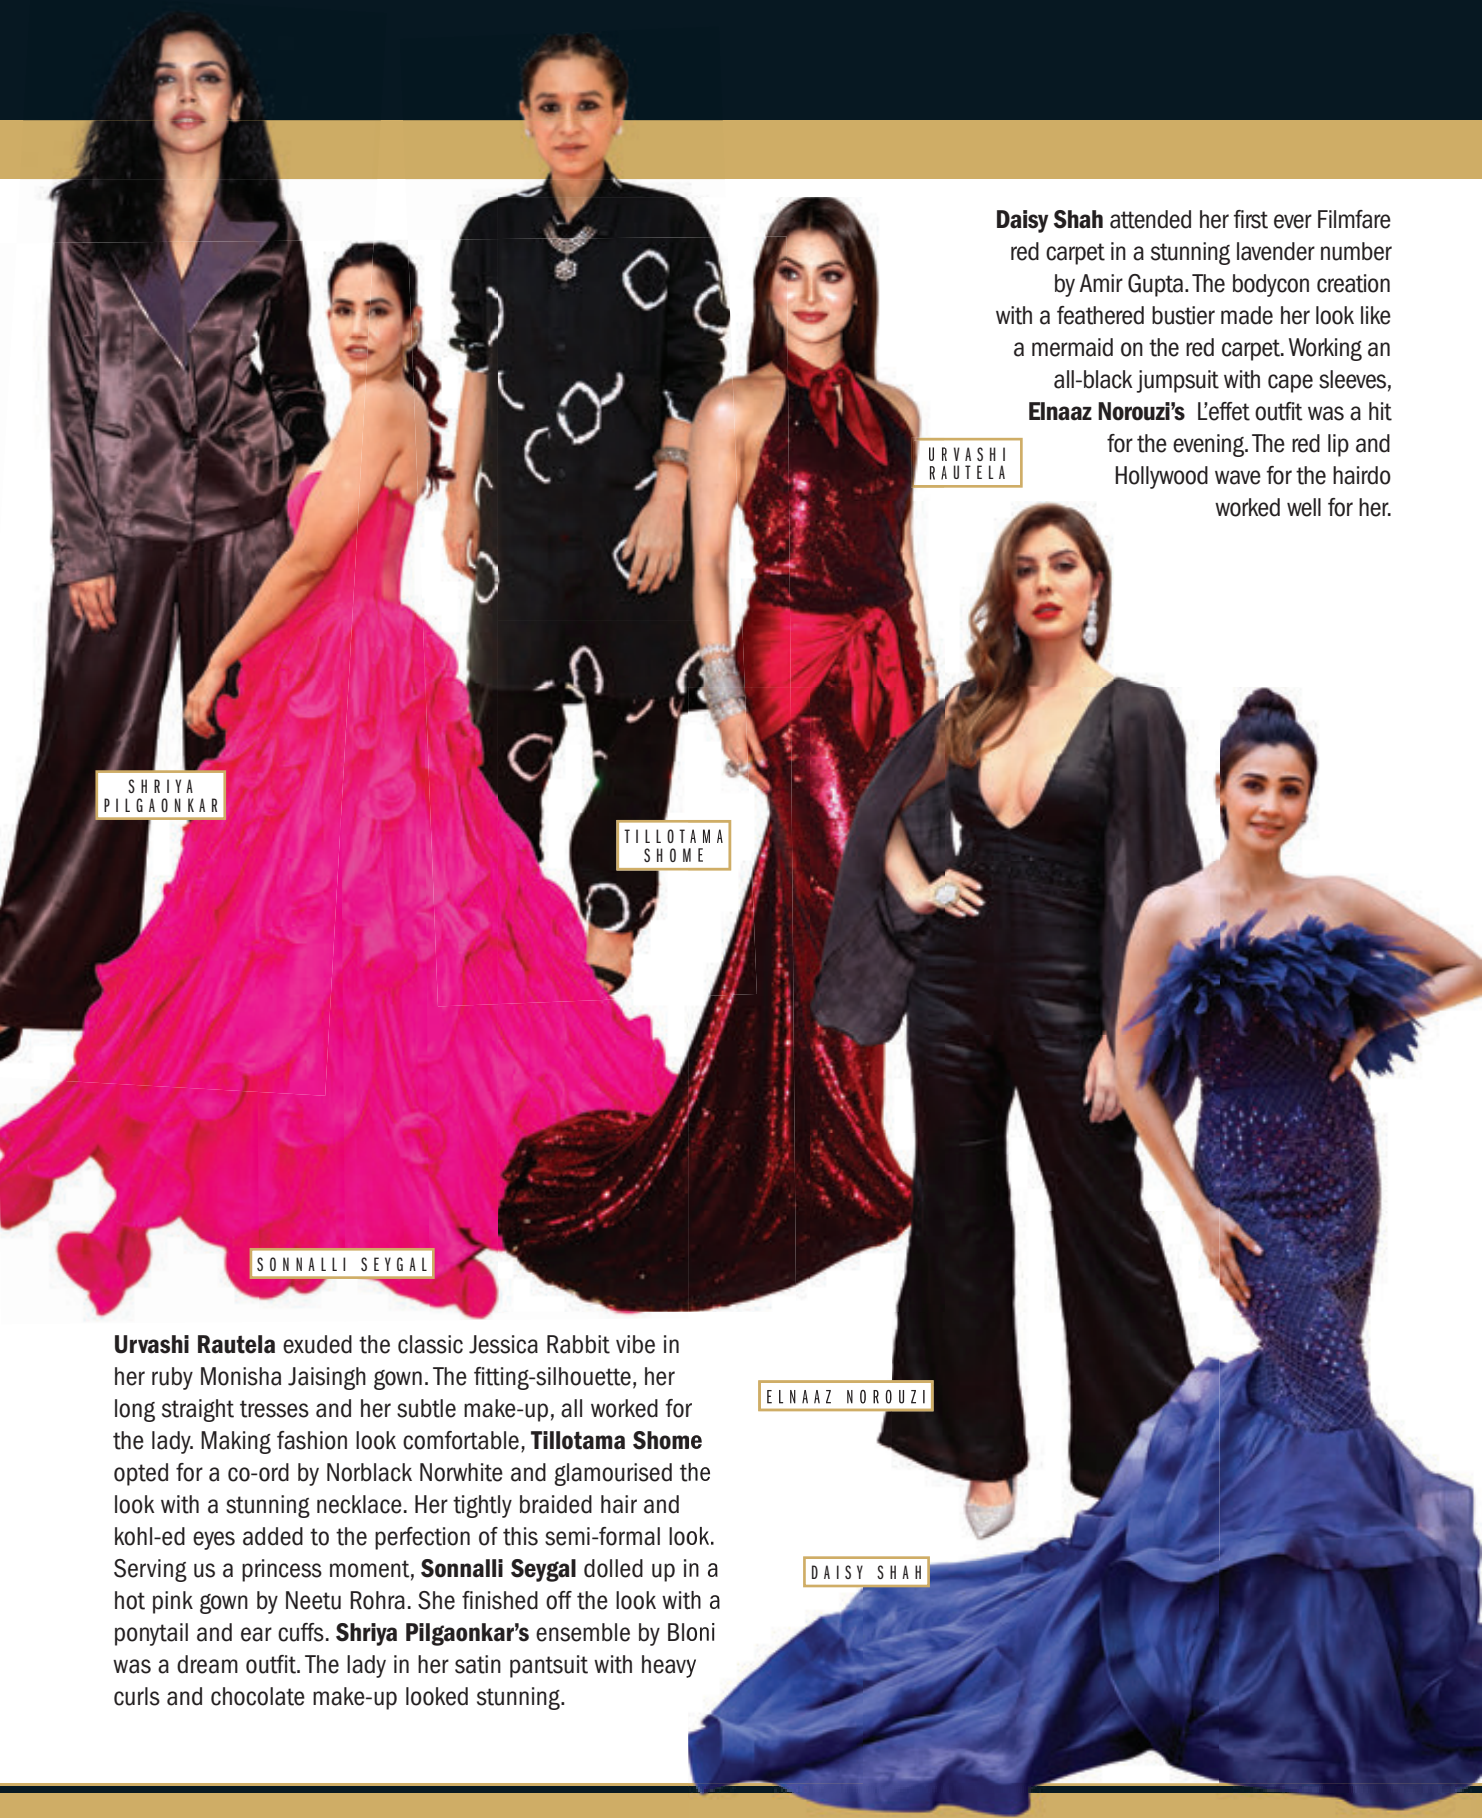 Daisy Shah attended her first ever Filmfare
red carpet in a stunning lavender number
by Amir Gupta. The bodycon creation
with a feathered bustier made her look like
a mermaid on the red carpet. Working an
all-black jumpsuit with cape sleeves,
Elnaaz Norouzi’s L’effet outfit was a hit
for the evening. The red lip and
Hollywood wave for the hairdo
worked well for her.
URVASHI
RAUTELA
SHRIYA
PILGAONKAR
TILLOTAMA
SHOME
SONNALLI SEYGAL
ELNAAZ NOROUZI
DAISY SHAH
Urvashi Rautela exuded the classic Jessica Rabbit vibe in
her ruby Monisha Jaisingh gown. The fitting-silhouette, her
long straight tresses and her subtle make-up, all worked for
the lady. Making fashion look comfortable, Tillotama Shome
opted for a co-ord by Norblack Norwhite and glamourised the
look with a stunning necklace. Her tightly braided hair and
kohl-ed eyes added to the perfection of this semi-formal look.
Serving us a princess moment, Sonnalli Seygal dolled up in a
hot pink gown by Neetu Rohra. She finished off the look with a
ponytail and ear cuffs. Shriya Pilgaonkar’s ensemble by Bloni
was a dream outfit. The lady in her satin pantsuit with heavy
curls and chocolate make-up looked stunning.